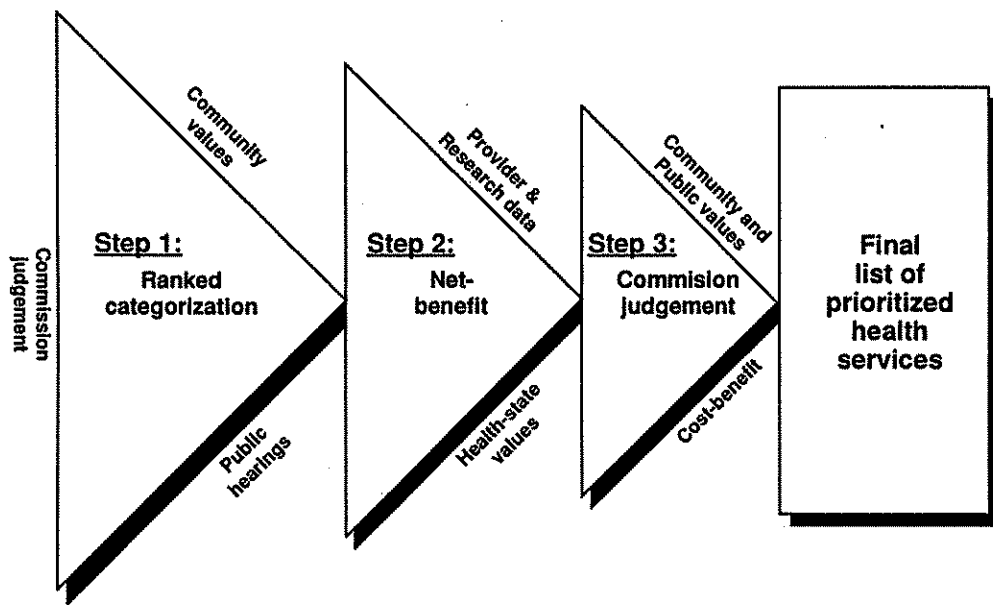 Commission
judgement
Community
values
Step 1:
Ranked
categorization
Public
hearings
Provider &
Research data
Step 2:
Net-
benefit
Health-state
values
Community and
Public values
Step 3:
Commision
judgement
Cost-benefit
Final
list of
prioritized
health
services